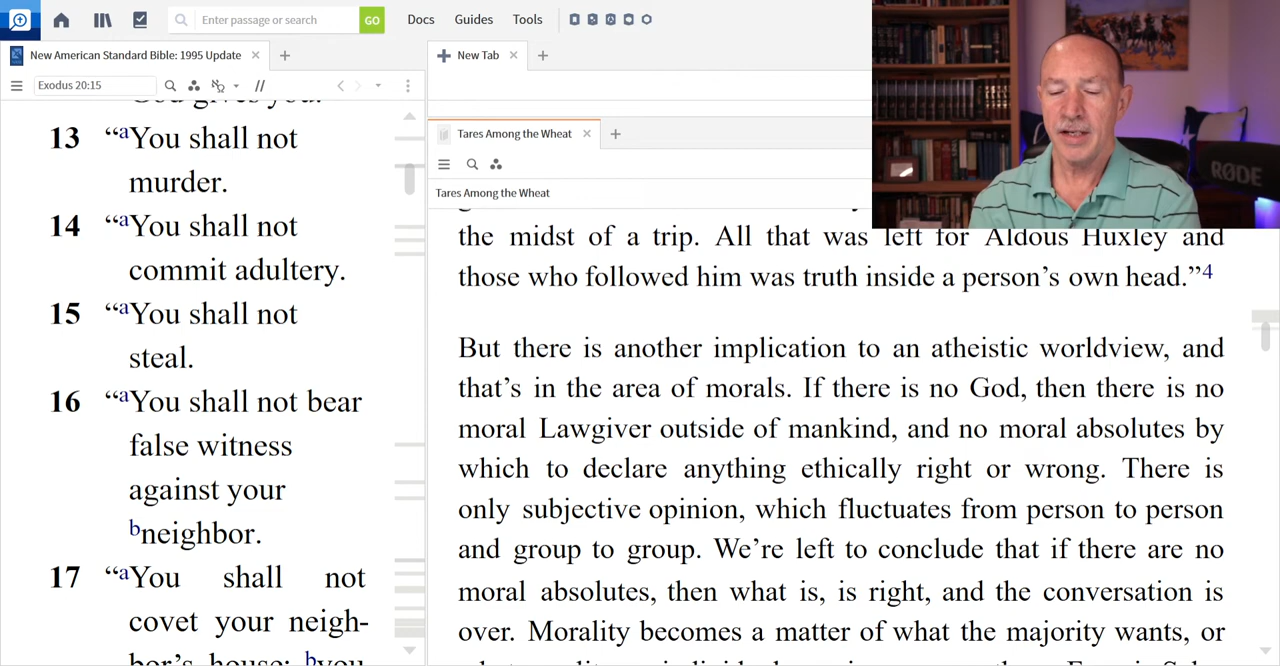 Enter passage or search
GO
Docs
Guides
Tools
New American Standard Bible: 1995 Update
Exodus 20:15
13 “aYou shall not
murder.
14 “aYou shall not
commit adultery.
15 “aYou shall not
steal.
16 “aYou shall not bear
false witness
against your
bneighbor.
17 “aYou shall not
covet your neigh-
New Tab
Tares Among the Wheat
Tares Among the Wheat
the midst of a trip. All that was left for Aldous Huxley and
those who followed him was truth inside a person’s own head.”4
But there is another implication to an atheistic worldview, and
that’s in the area of morals. If there is no God, then there is no
moral Lawgiver outside of mankind, and no moral absolutes by
which to declare anything ethically right or wrong. There is
only subjective opinion, which fluctuates from person to person
and group to group. We’re left to conclude that if there are no
moral absolutes, then what is, is right, and the conversation is
over. Morality becomes a matter of what the majority wants, or
RØDE